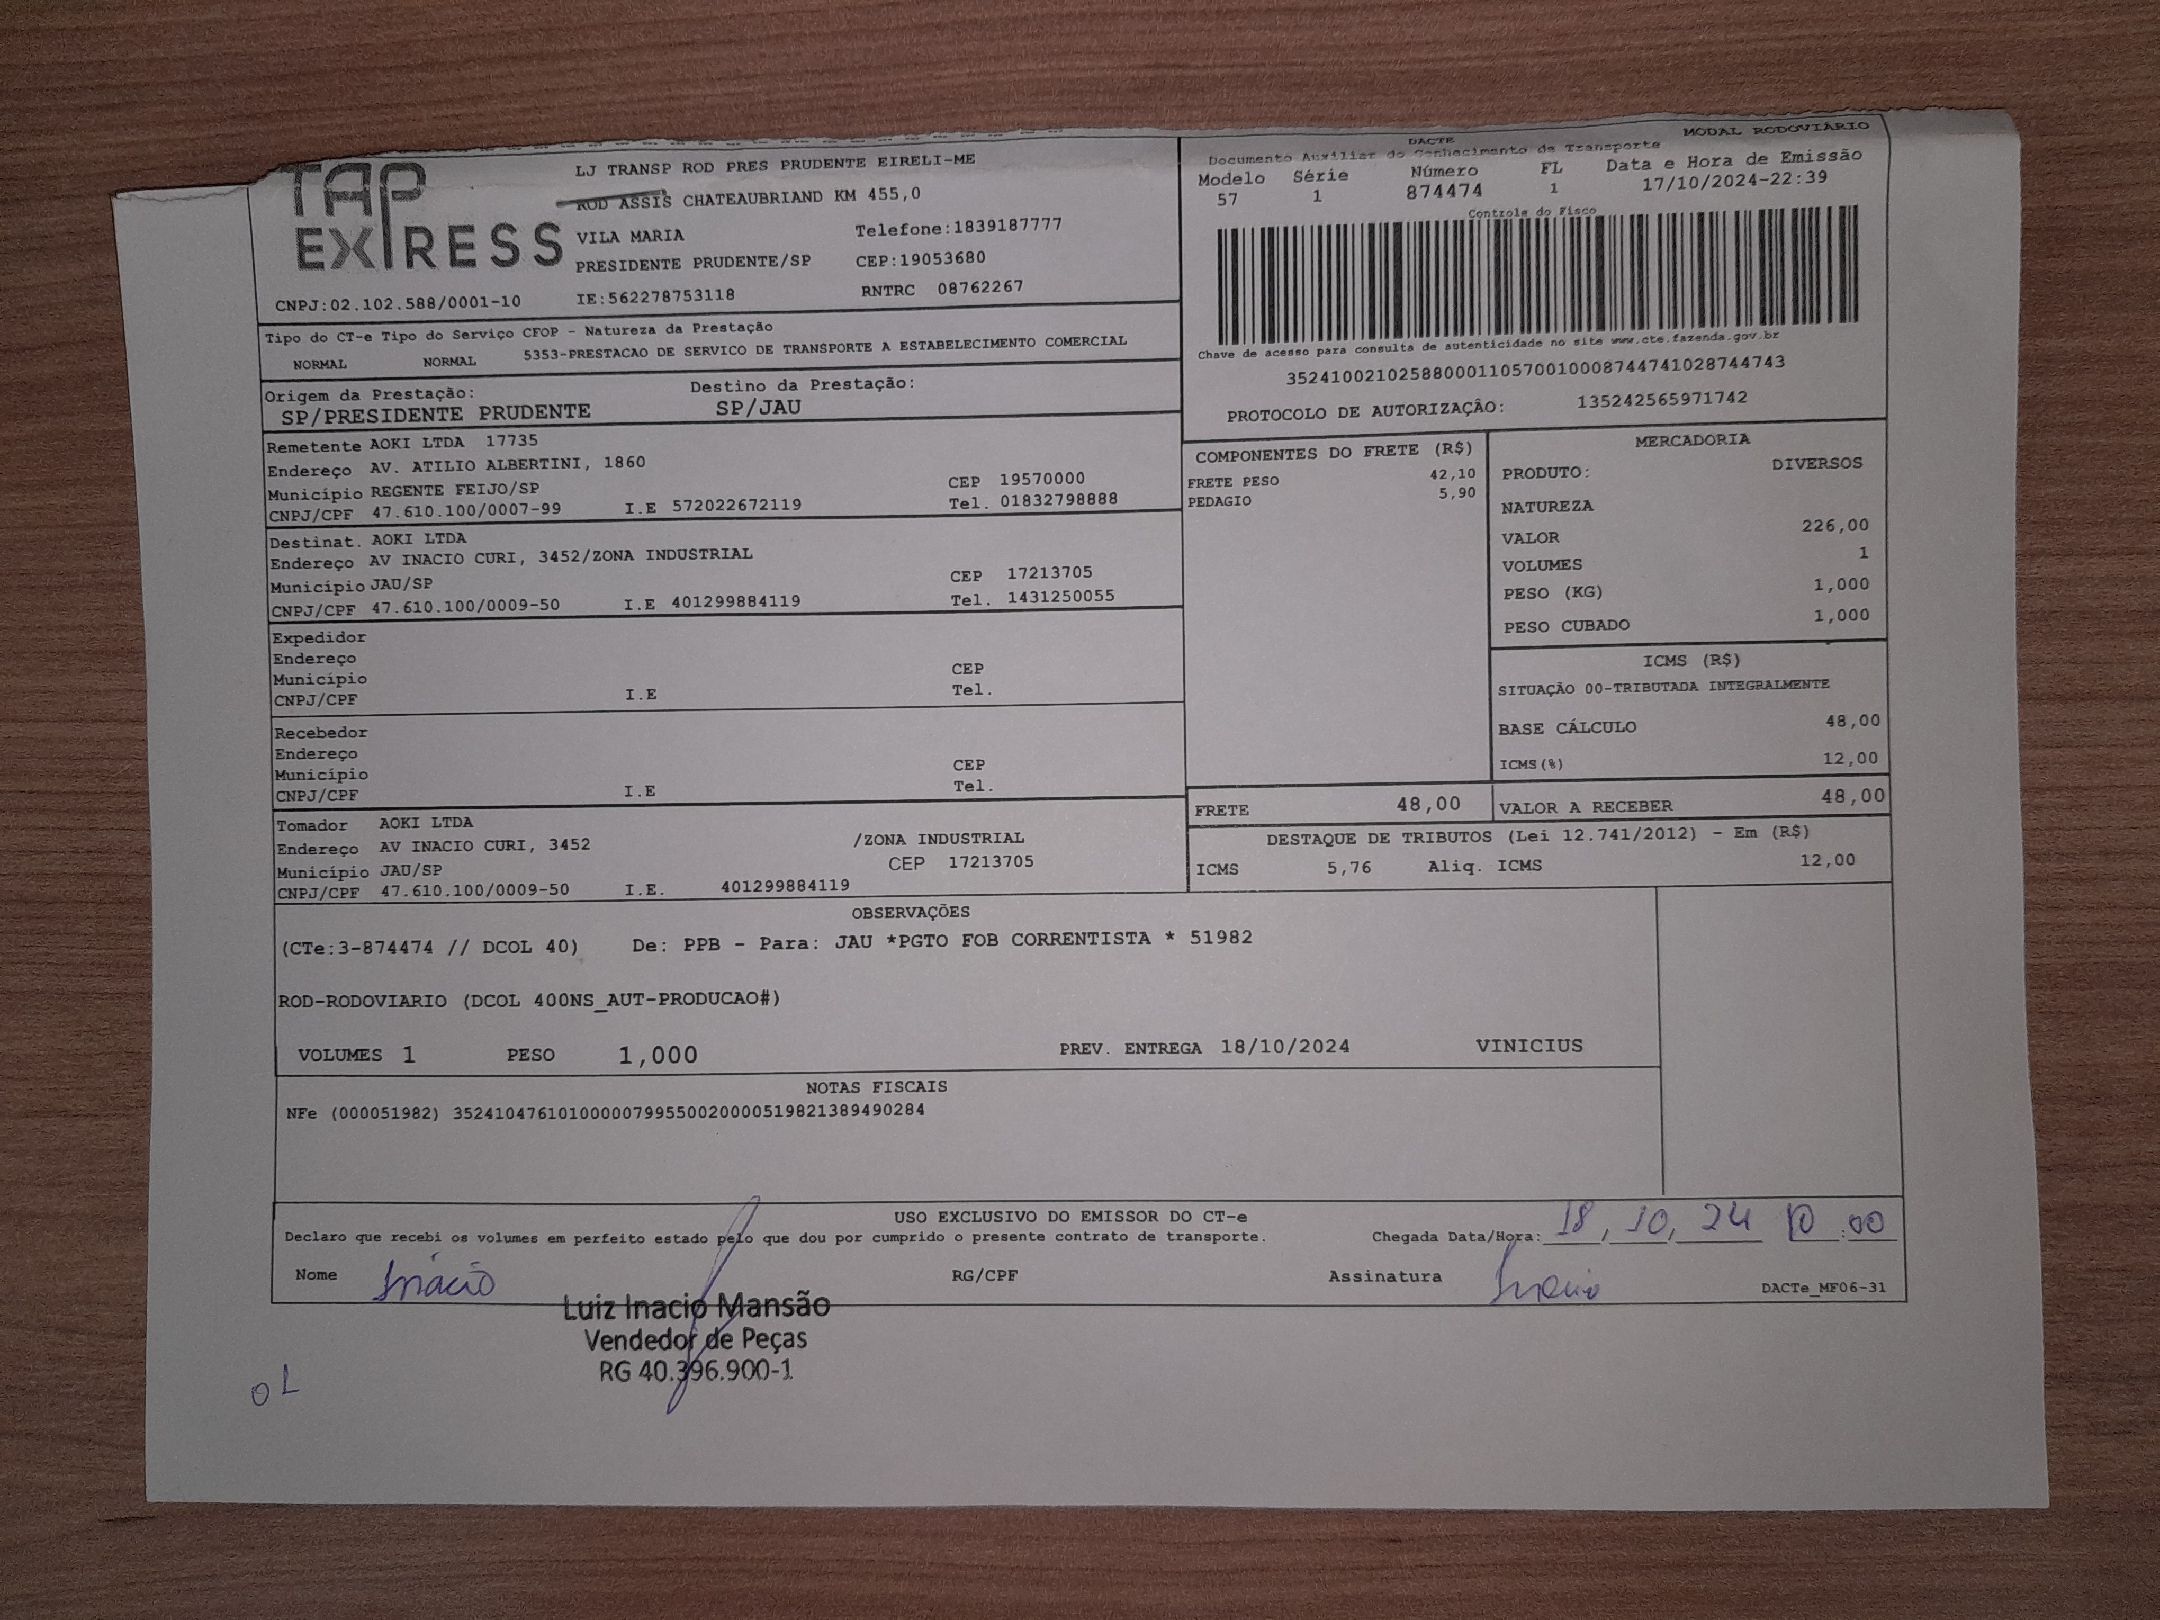 TAP EXPRESS
LJ TRANSP ROD PRES PRUDENTE EIRELI-ME
ROD ASSIS CHATEAUBRIAND KM 455,0
VILA MARIA Telefone:1839187777
PRESIDENTE PRUDENTE/SP CEP:19053680
CNPJ:02.102.588/0001-10 IE:562278753118 RNTRC 08762267
DACTE MODAL RODOVIÁRIO
Documento Auxiliar do Conhecimento de Transporte
Modelo Série Número FL Data e Hora de Emissão
57 1 874474 1 17/10/2024-22:39
Controle do Fisco
Chave de acesso para consulta de autenticidade no site www.cte.fazenda.gov.br
35241002102588000110570010008744741028744743
PROTOCOLO DE AUTORIZAÇÂO: 135242565971742
Tipo do CT-e Tipo do Serviço CFOP - Natureza da Prestação
NORMAL NORMAL 5353-PRESTACAO DE SERVICO DE TRANSPORTE A ESTABELECIMENTO COMERCIAL
Origem da Prestação: Destino da Prestação:
SP/PRESIDENTE PRUDENTE SP/JAU
Remetente AOKI LTDA 17735
Endereço AV. ATILIO ALBERTINI, 1860
Município REGENTE FEIJO/SP CEP 19570000
CNPJ/CPF 47.610.100/0007-99 I.E 572022672119 Tel. 01832798888
Destinat. AOKI LTDA
Endereço AV INACIO CURI, 3452/ZONA INDUSTRIAL
Município JAU/SP CEP 17213705
CNPJ/CPF 47.610.100/0009-50 I.E 401299884119 Tel. 1431250055
Expedidor
Endereço
Município CEP
CNPJ/CPF I.E Tel.
Recebedor
Endereço
Município CEP
CNPJ/CPF I.E Tel.
Tomador AOKI LTDA
Endereço AV INACIO CURI, 3452 /ZONA INDUSTRIAL
Município JAU/SP CEP 17213705
CNPJ/CPF 47.610.100/0009-50 I.E. 401299884119
COMPONENTES DO FRETE (R$)
FRETE PESO 42,10
PEDAGIO 5,90
MERCADORIA
PRODUTO: DIVERSOS
NATUREZA
VALOR 226,00
VOLUMES 1
PESO (KG) 1,000
PESO CUBADO 1,000
ICMS (R$)
SITUAÇÃO 00-TRIBUTADA INTEGRALMENTE
BASE CÁLCULO 48,00
ICMS(%) 12,00
FRETE 48,00 VALOR A RECEBER 48,00
DESTAQUE DE TRIBUTOS (Lei 12.741/2012) - Em (R$)
ICMS 5,76 Aliq. ICMS 12,00
OBSERVAÇÕES
(CTe:3-874474 // DCOL 40) De: PPB - Para: JAU *PGTO FOB CORRENTISTA * 51982
ROD-RODOVIARIO (DCOL 400NS_AUT-PRODUCAO#)
VOLUMES 1 PESO 1,000 PREV. ENTREGA 18/10/2024 VINICIUS
NOTAS FISCAIS
NFe (000051982) 35241047610100000799550020000519821389490284
USO EXCLUSIVO DO EMISSOR DO CT-e
Declaro que recebi os volumes em perfeito estado pelo que dou por cumprido o presente contrato de transporte. Chegada Data/Hora: 18, 10, 24 10:00
Nome Inácio RG/CPF Assinatura Inácio DACTe_MF06-31
Luiz Inacio Mansão
Vendedor de Peças
RG 40.396.900-1